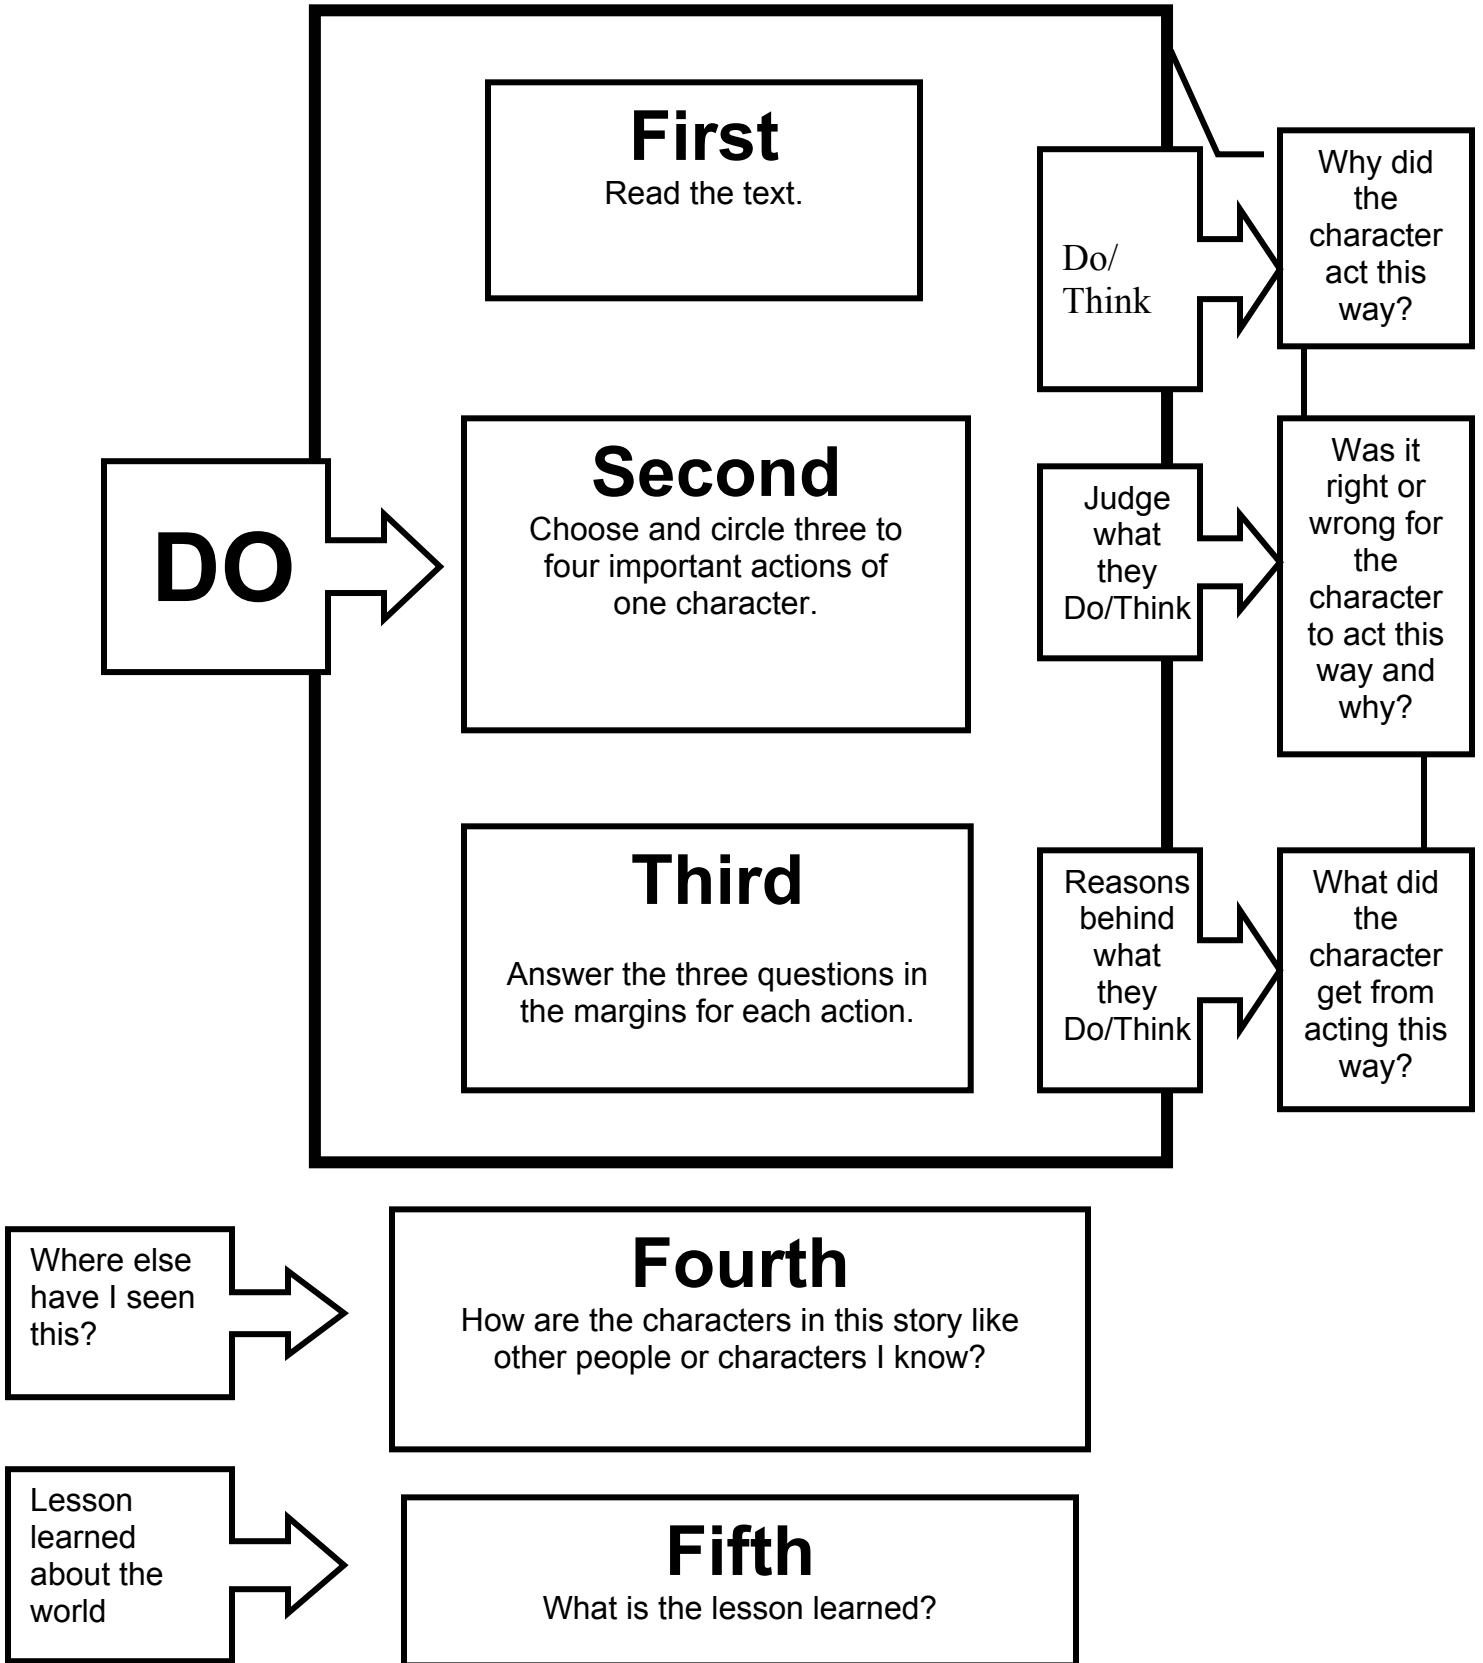 First
Read the text.
Do/
Think
Why did
the
character
act this
way?
DO
Second
Choose and circle three to
four important actions of
one character.
Judge
what
they
Do/Think
Was it
right or
wrong for
the
character
to act this
way and
why?
Third
Answer the three questions in
the margins for each action.
Reasons
behind
what
they
Do/Think
What did
the
character
get from
acting this
way?
Where else
have I seen
this?
Fourth
How are the characters in this story like
other people or characters I know?
Lesson
learned
about the
world
Fifth
What is the lesson learned?